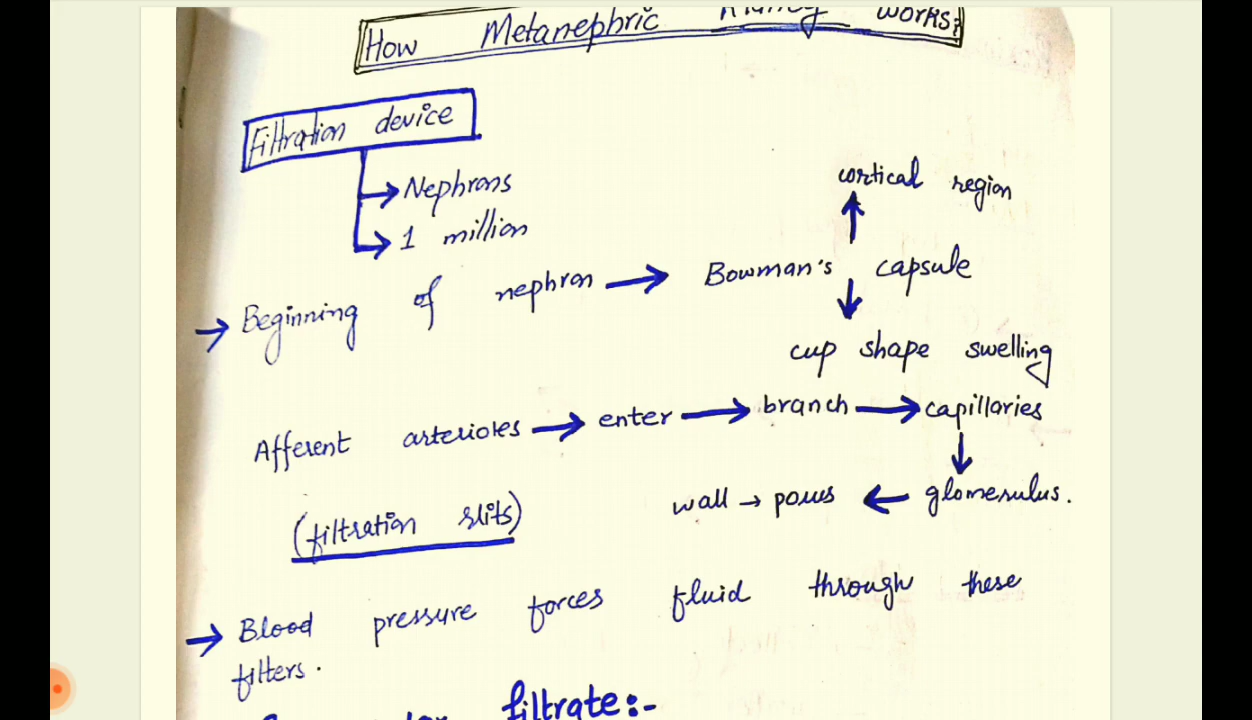 How Metanephric Kidney works?
Filtration device
→ Nephrons
→ 1 million
cortical region
→ Beginning of nephron → Bowman's capsule
cup shape swelling
Afferent arterioles → enter → branch → capillaries
wall → pores ← glomerulus.
(filtration slits)
→ Blood pressure forces fluid through these
filters.
filtrate:-